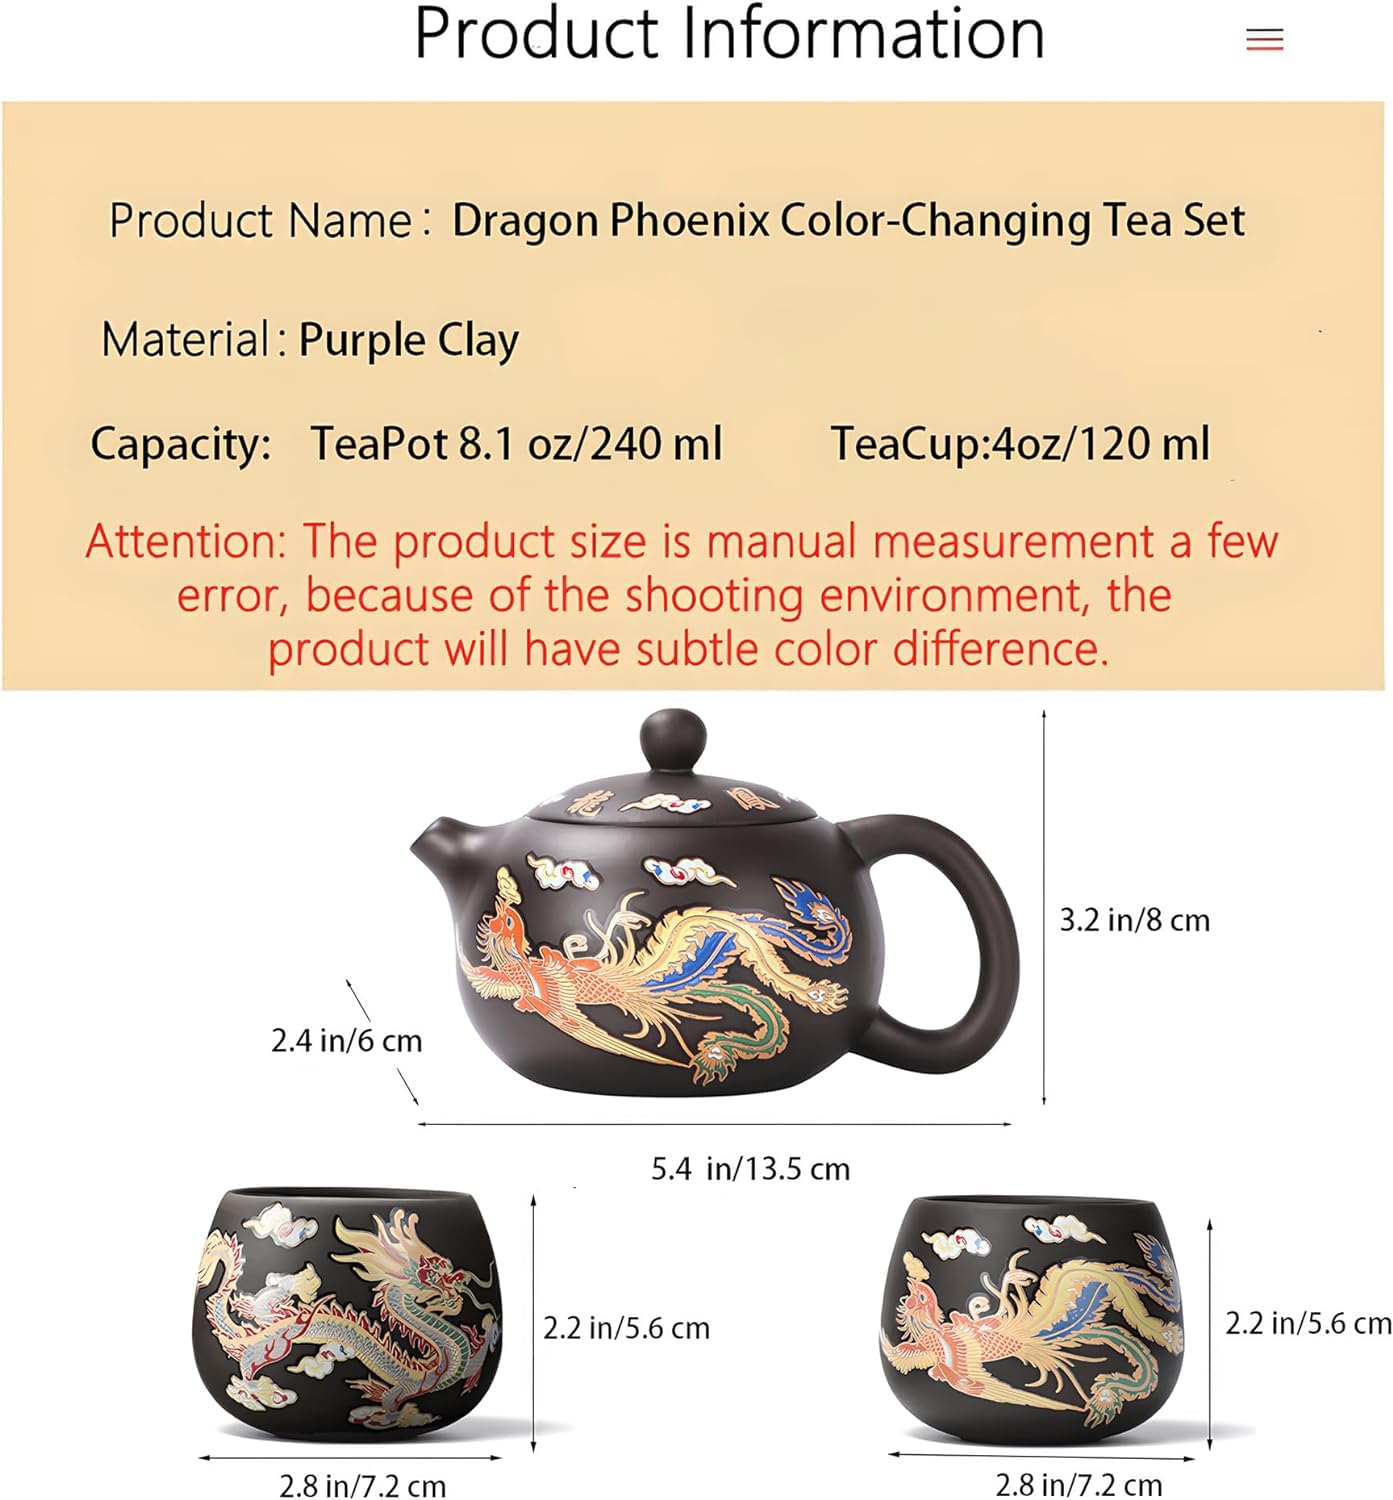 Product Information
Product Name: Dragon Phoenix Color-Changing Tea Set
Material: Purple Clay
Capacity: TeaPot 8.1 oz/240 ml TeaCup:4oz/120 ml
Attention: The product size is manual measurement a few
error, because of the shooting environment, the
product will have subtle color difference.
龍 鳳
3.2 in/8 cm
2.4 in/6 cm
5.4 in/13.5 cm
2.2 in/5.6 cm
2.2 in/5.6 cm
2.8 in/7.2 cm
2.8 in/7.2 cm